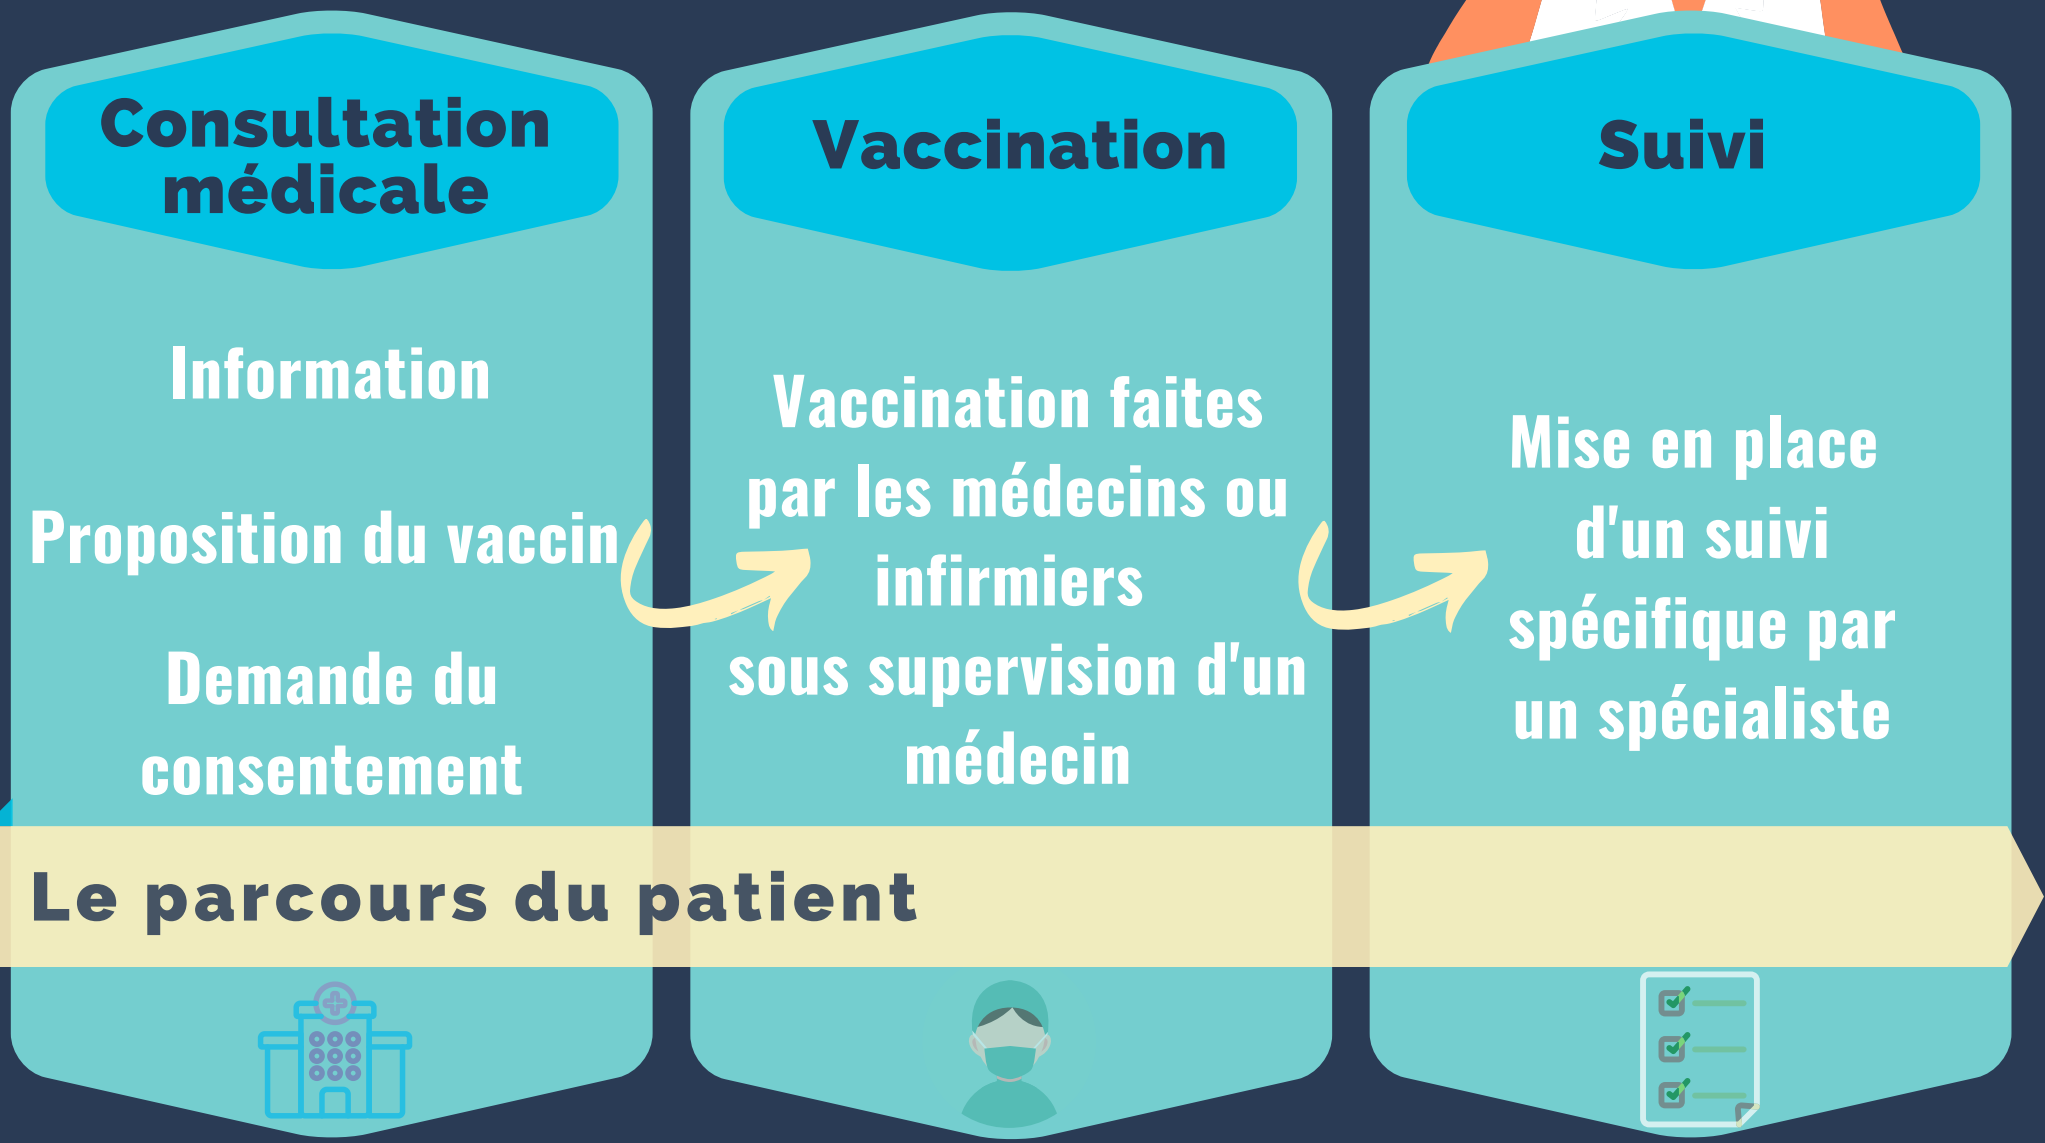 Consultation
médicale
Information
Proposition du vaccin
Demande du
consentement
Vaccination
Vaccination faites
par les médecins ou
infirmiers
sous supervision d'un
médecin
Suivi
Mise en place
d'un suivi
spécifique par
un spécialiste
Le parcours du patient